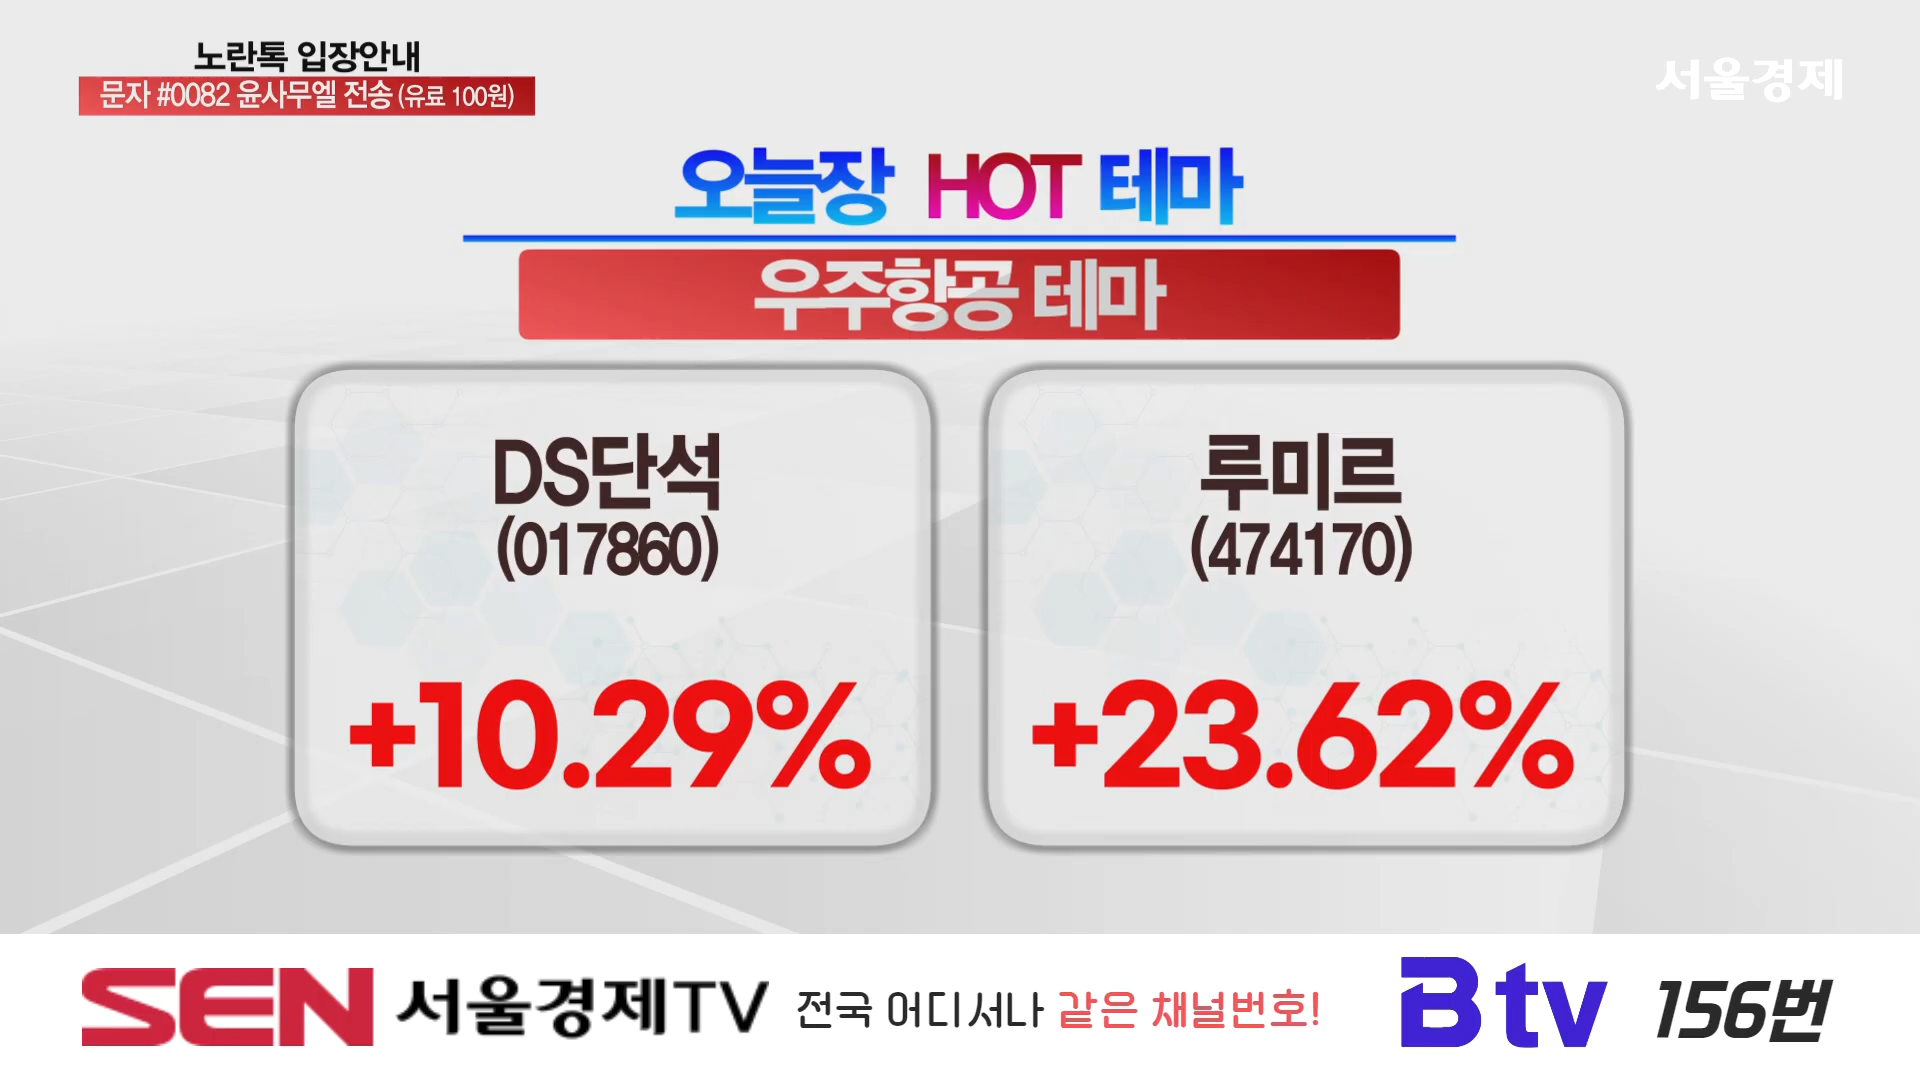 노란톡 입장안내
문자 #0082 윤사무엘 전송 (유료 100원)
서울경제
오늘장 HOT 테마
우주항공 테마
DS단석
(017860)
+10.29%
루미르
(474170)
+23.62%
SEN 서울경제TV 전국 어디서나 같은 채널번호! B tv 156번